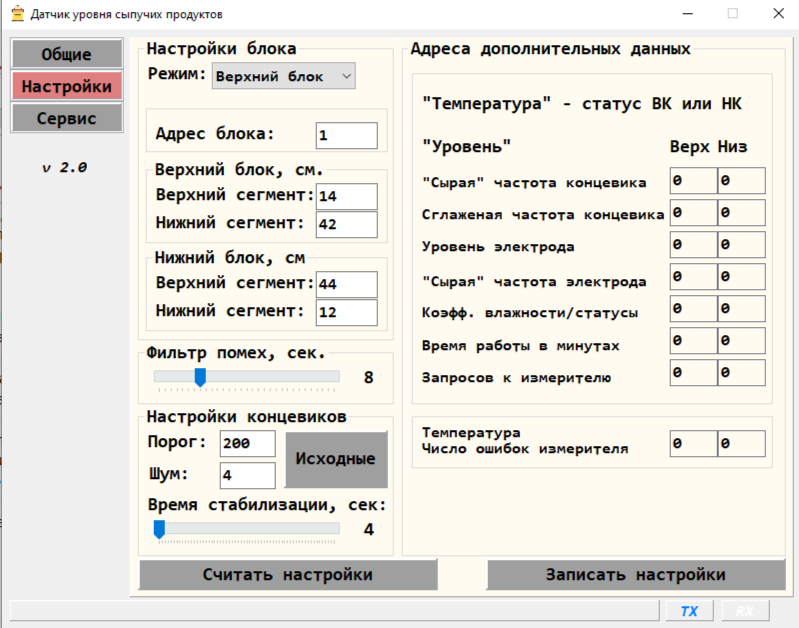 Датчик уровня сыпучих продуктов
Общие
Настройки
Сервис
v 2.0
Настройки блока
Режим: Верхний блок
Адрес блока: 1
Верхний блок, см.
Верхний сегмент: 14
Нижний сегмент: 42
Нижний блок, см
Верхний сегмент: 44
Нижний сегмент: 12
Фильтр помех, сек.
8
Настройки концевиков
Порог: 200
Шум: 4
Исходные
Время стабилизации, сек:
4
Адреса дополнительных данных
"Температура" - статус ВК или НК
"Уровень" Верх Низ
"Сырая" частота концевика 0 0
Сглаженая частота концевика 0 0
Уровень электрода 0 0
"Сырая" частота электрода 0 0
Коэфф. влажности/статусы 0 0
Время работы в минутах 0 0
Запросов к измерителю 0 0
Температура
Число ошибок измерителя 0 0
Считать настройки
Записать настройки
TX
RX